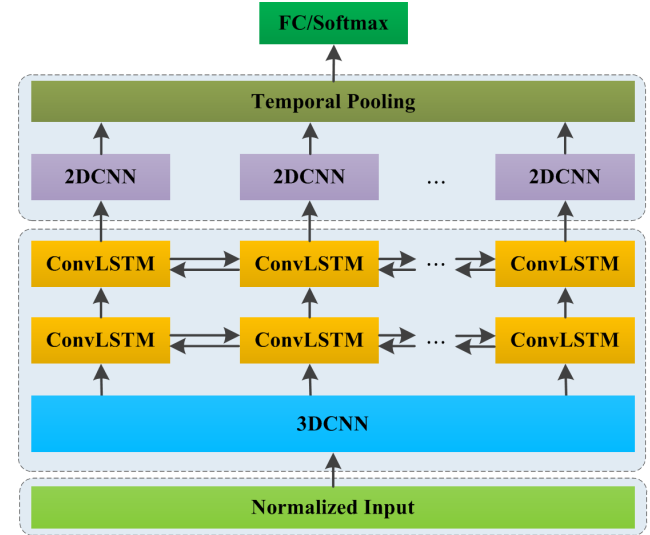 FC/Softmax
Temporal Pooling
2DCNN 2DCNN ... 2DCNN
ConvLSTM ConvLSTM ... ConvLSTM
ConvLSTM ConvLSTM ... ConvLSTM
3DCNN
Normalized Input